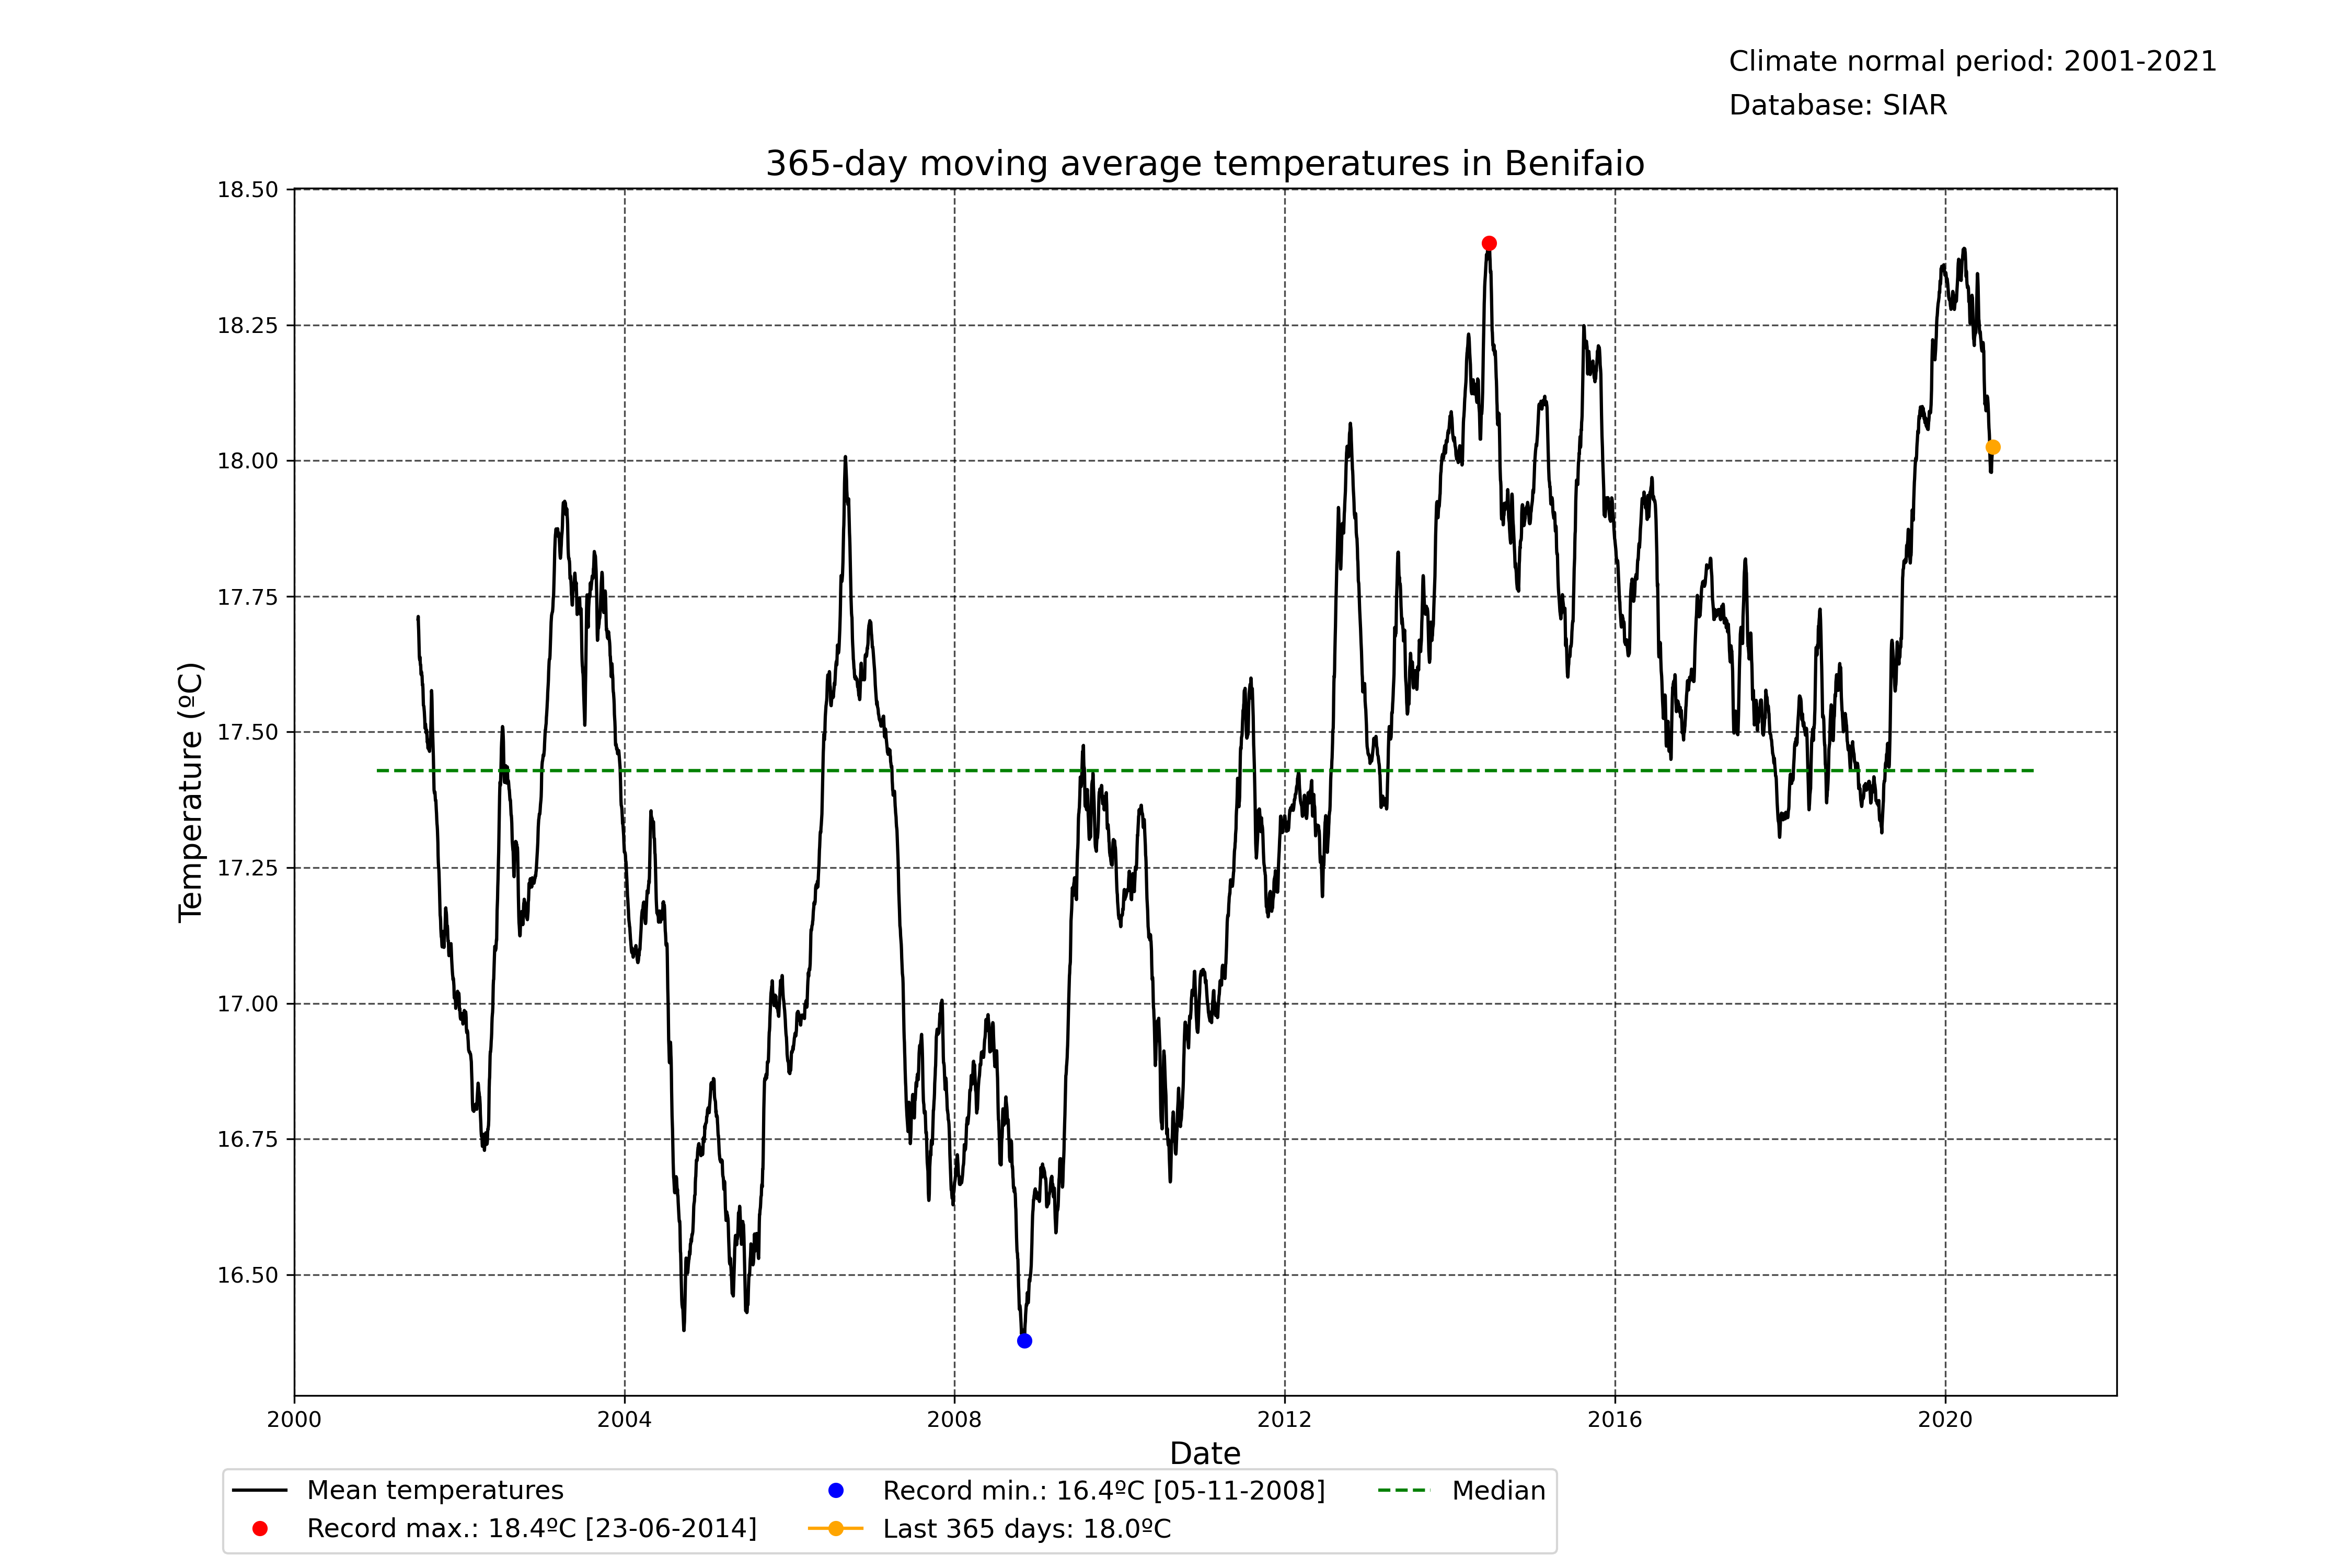 Climate normal period: 2001-2021
Database: SIAR
365-day moving average temperatures in Benifaio
18.50
18.25
18.00
17.75
17.50
17.25
17.00
16.75
16.50
Temperature (ºC)
2000 2004 2008 2012 2016 2020
Date
Mean temperatures
Record max.: 18.4ºC [23-06-2014]
Record min.: 16.4ºC [05-11-2008]
Last 365 days: 18.0ºC
Median